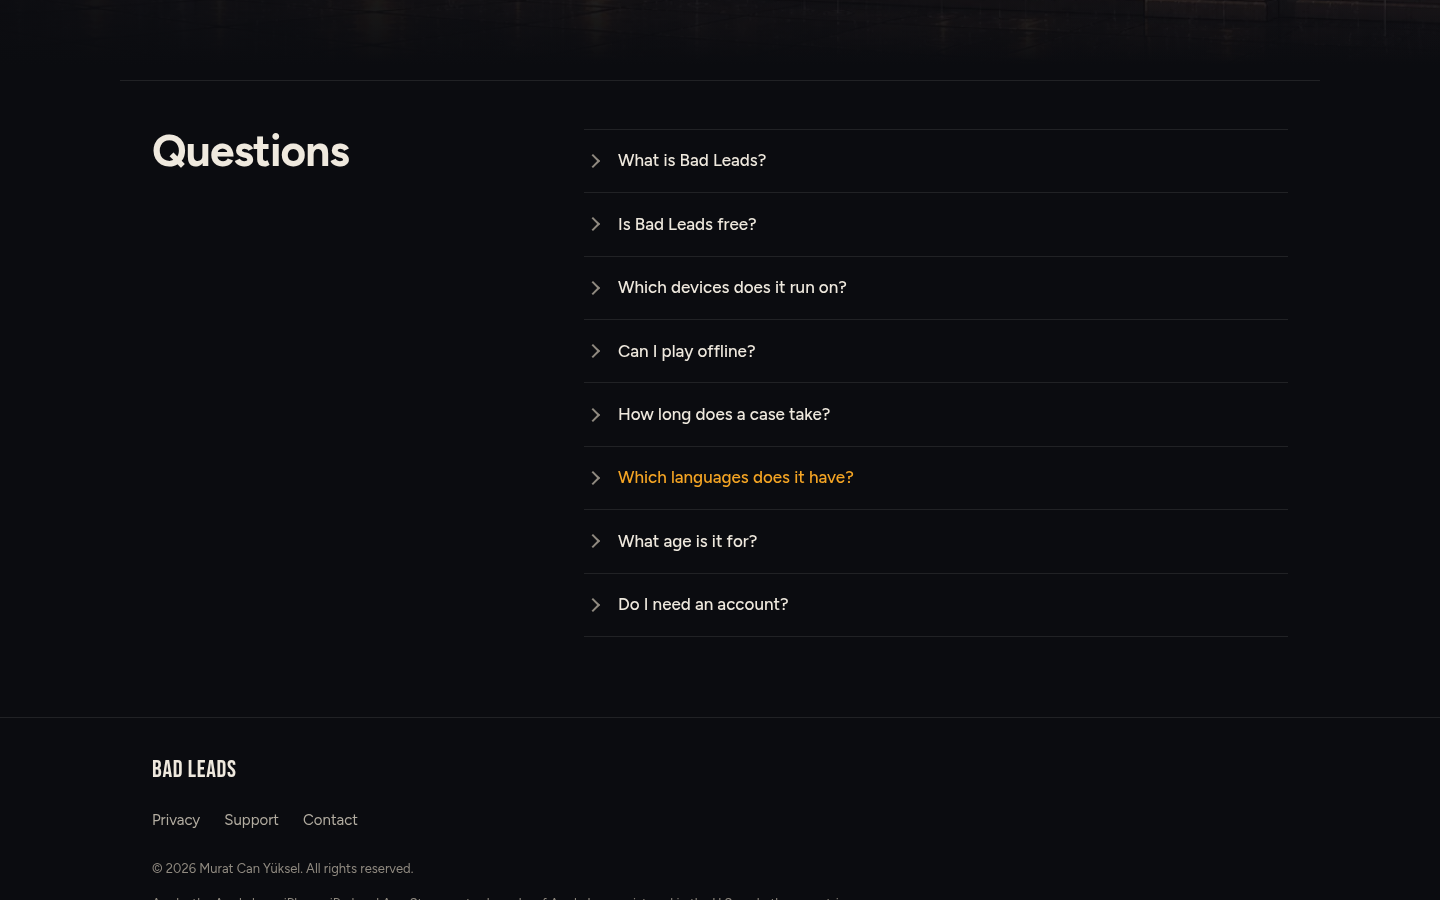 Questions
What is Bad Leads?
Is Bad Leads free?
Which devices does it run on?
Can I play offline?
How long does a case take?
Which languages does it have?
What age is it for?
Do I need an account?
BAD LEADS
Privacy Support Contact
© 2026 Murat Can Yüksel. All rights reserved.